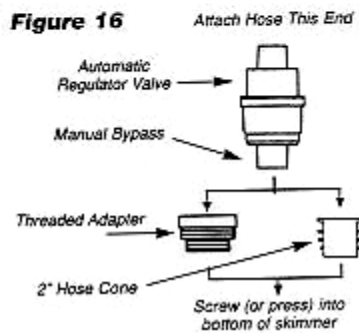 Figure 16
Attach Hose This End
Automatic
Regulator Valve
Manual Bypass
Threaded Adapter
2" Hose Cone
Screw (or press) into
bottom of skimmer